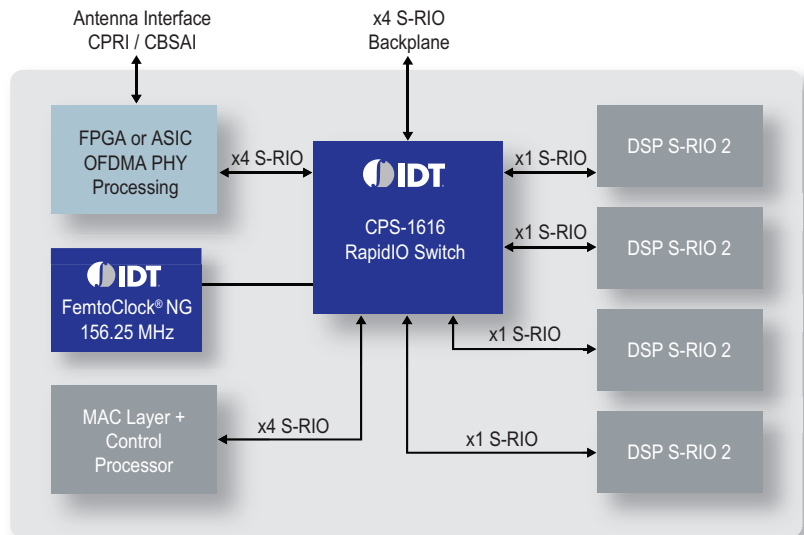 Antenna Interface
CPRI / CBSAI
x4 S-RIO
Backplane
FPGA or ASIC
OFDMA PHY
Processing
x4 S-RIO
IDT
CPS-1616
RapidIO Switch
x1 S-RIO
DSP S-RIO 2
x1 S-RIO
DSP S-RIO 2
IDT
FemtoClock® NG
156.25 MHz
x1 S-RIO
DSP S-RIO 2
MAC Layer +
Control
Processor
x4 S-RIO
x1 S-RIO
DSP S-RIO 2